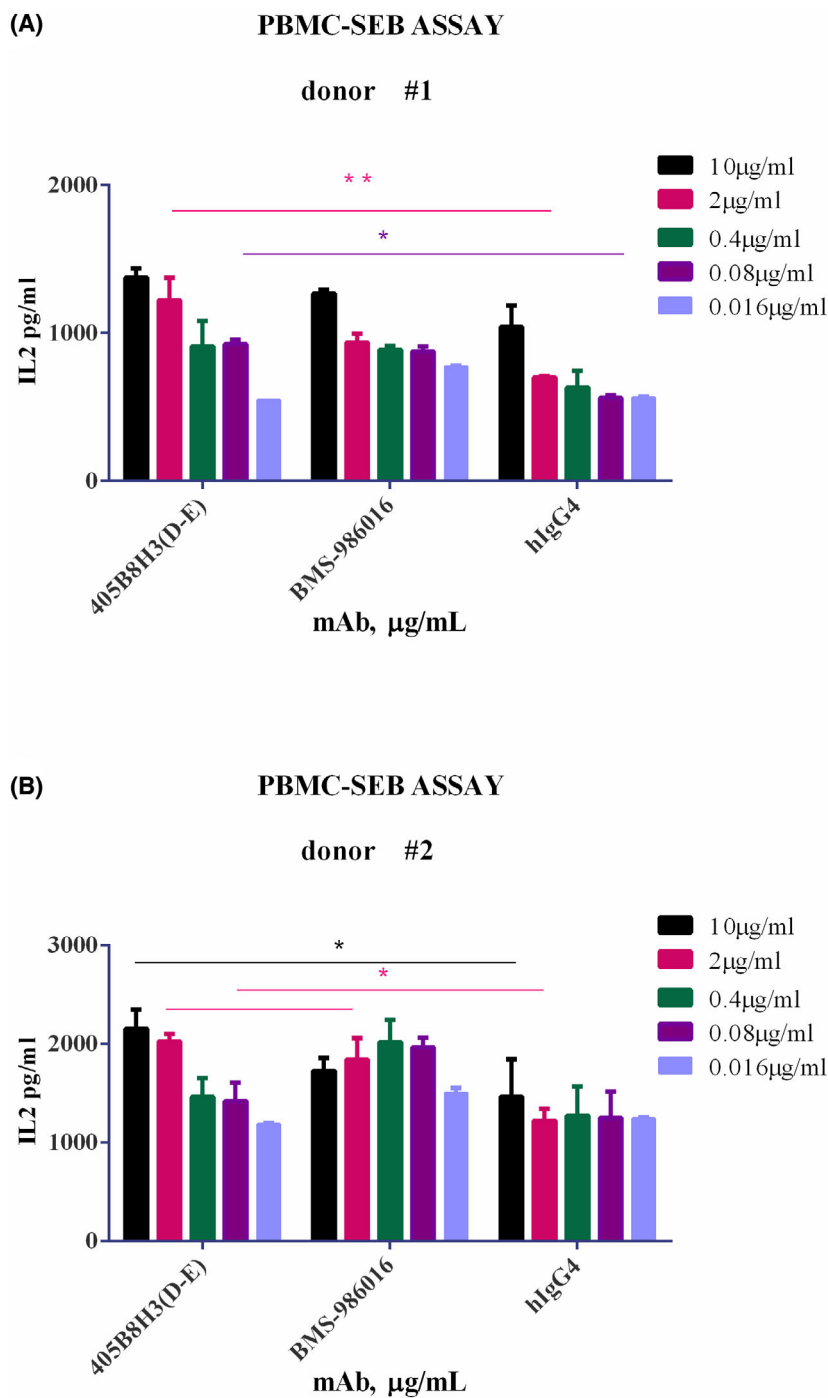 (A)
PBMC-SEB ASSAY
donor #1
10μg/ml
2μg/ml
0.4μg/ml
0.08μg/ml
0.016μg/ml
* *
*
2000
1000
0
IL2 pg/ml
405B8H3(D-E)
BMS-986016
hIgG4
mAb, μg/mL
(B)
PBMC-SEB ASSAY
donor #2
10μg/ml
2μg/ml
0.4μg/ml
0.08μg/ml
0.016μg/ml
*
*
3000
2000
1000
0
IL2 pg/ml
405B8H3(D-E)
BMS-986016
hIgG4
mAb, μg/mL